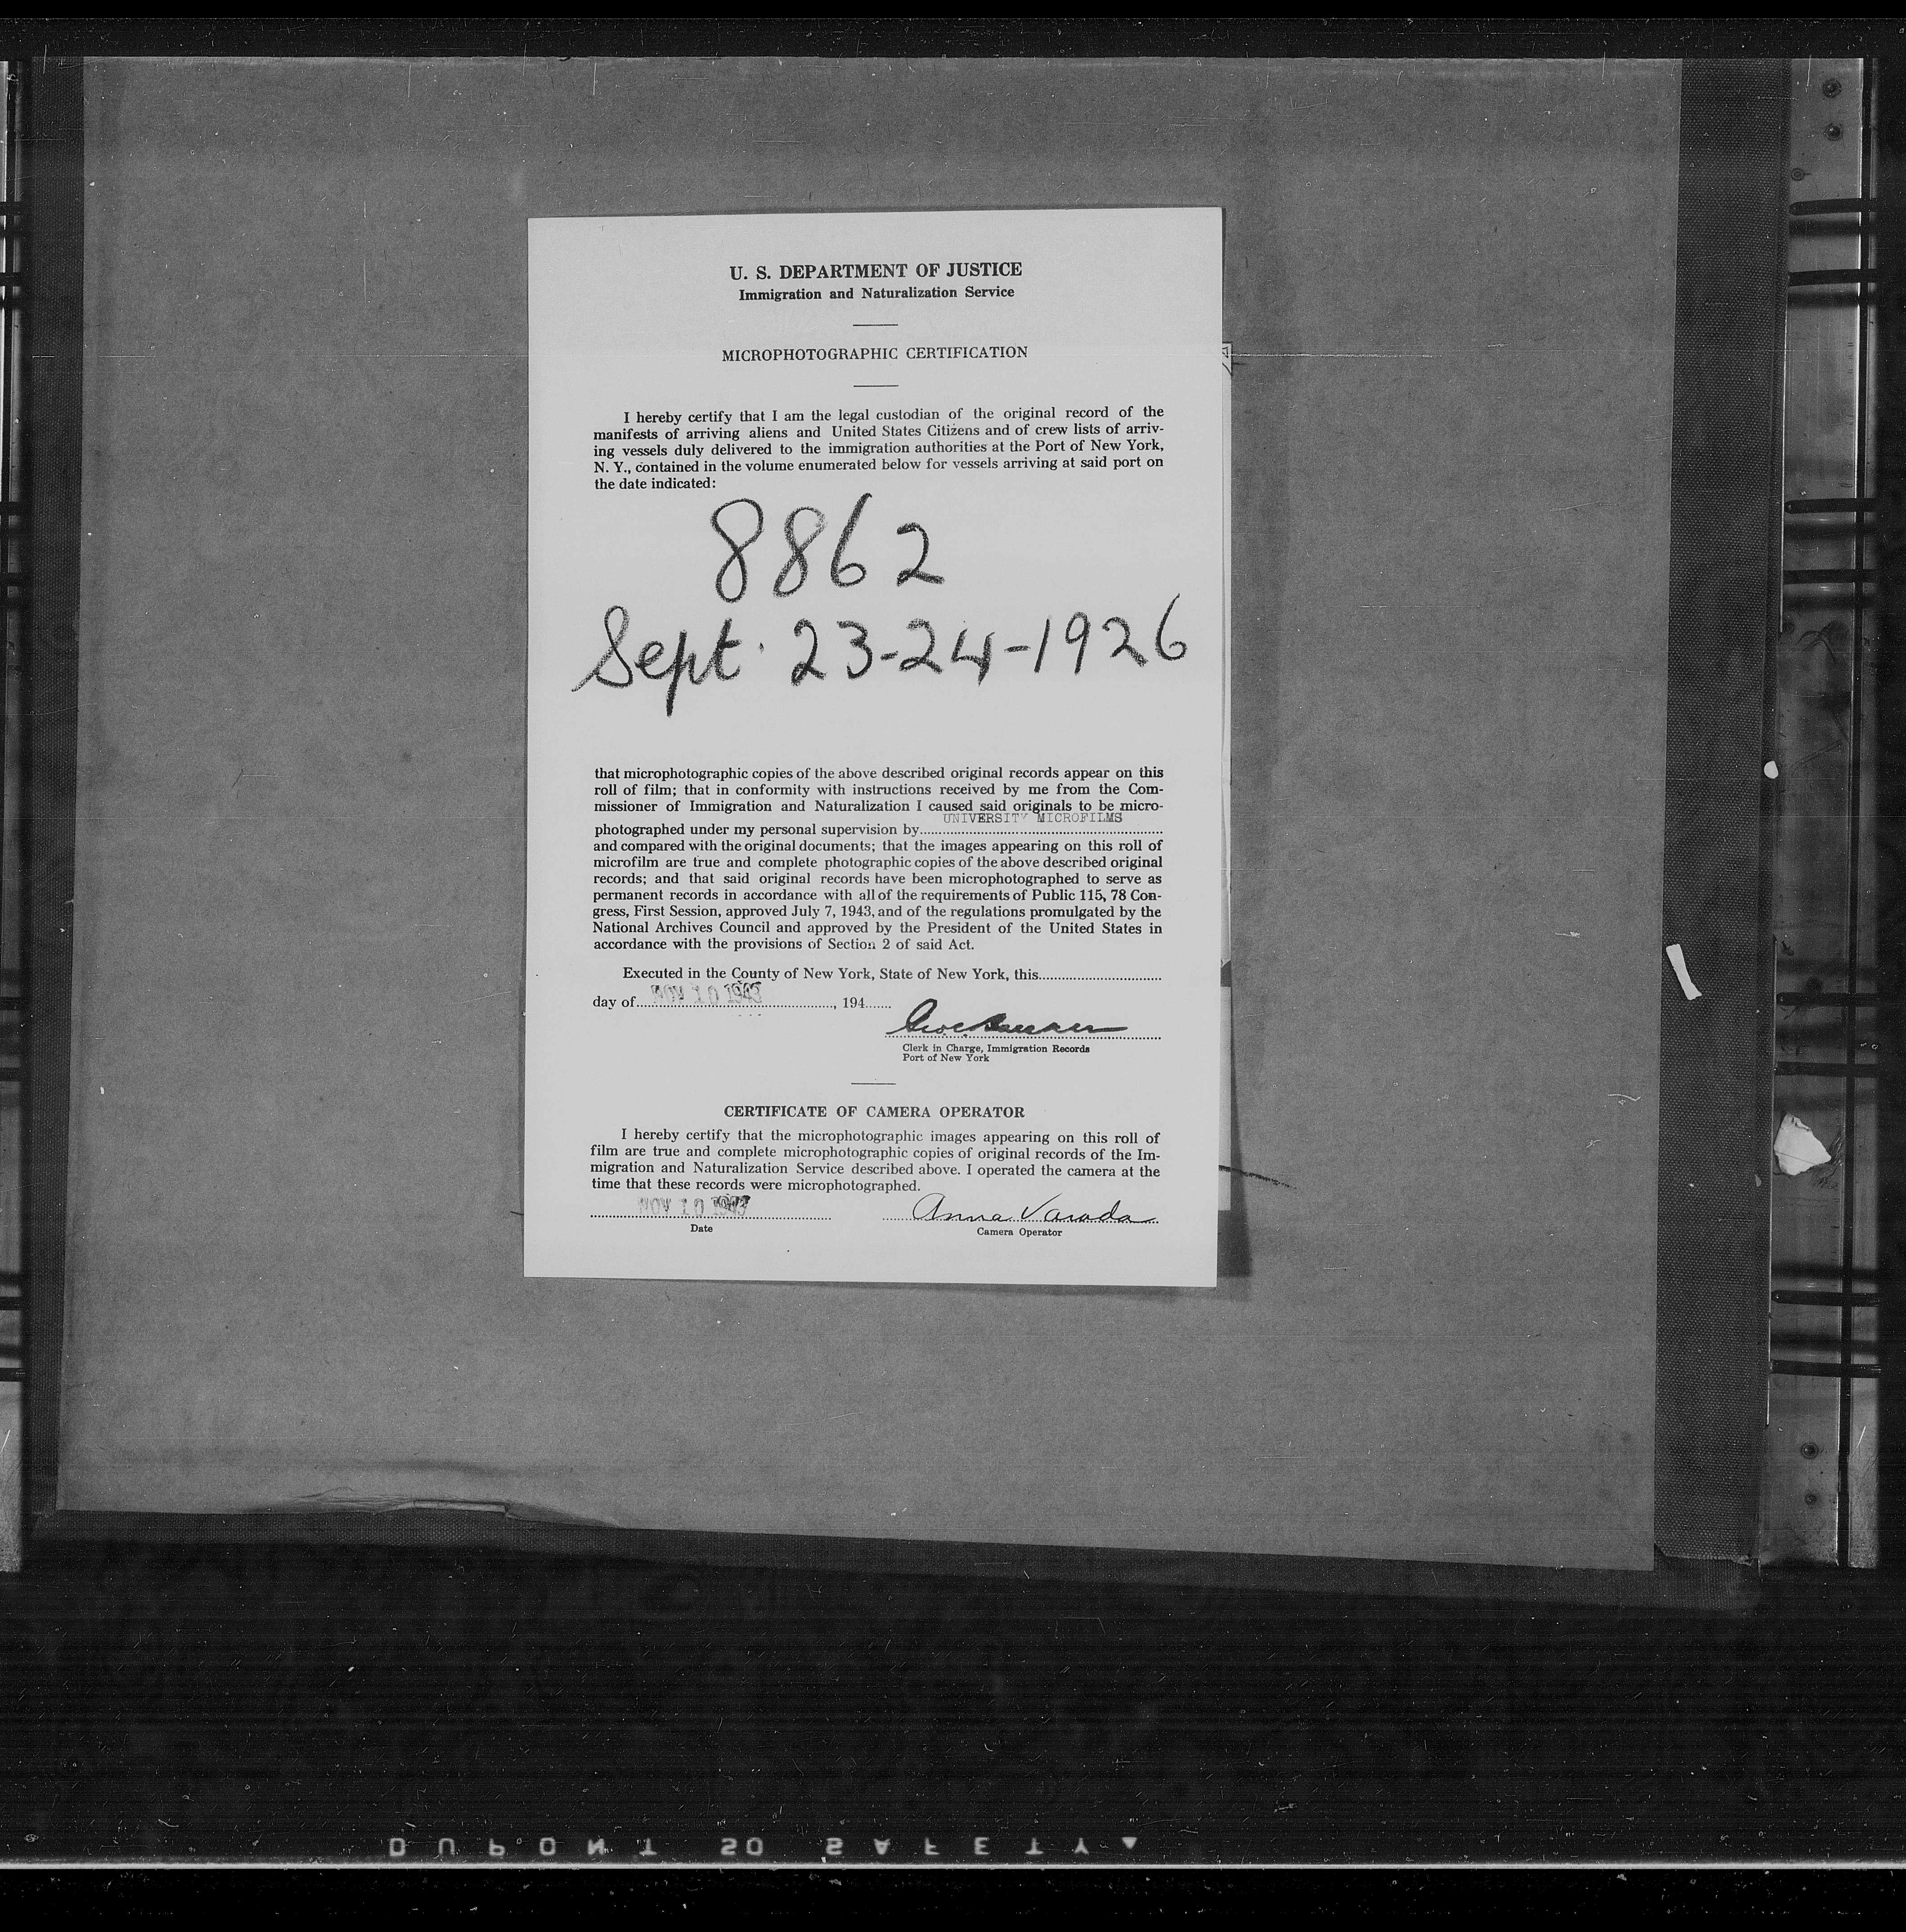 U. S. DEPARTMENT OF JUSTICE
Immigration and Naturalization Service
MICROPHOTOGRAPHIC CERTIFICATION
I hereby certify that I am the legal custodian of the original record of the
manifests of arriving aliens and United States Citizens and of crew lists of arriv-
ing vessels duly delivered to the immigration authorities at the Port of New York,
N. Y., contained in the volume enumerated below for vessels arriving at said port on
the date indicated:
8862
Sept. 23-24-1926
that microphotographic copies of the above described original records appear on this
roll of film; that in conformity with instructions received by me from the Com-
missioner of Immigration and Naturalization I caused said originals to be micro-
UNIVERSITY MICROFILMS
photographed under my personal supervision by
and compared with the original documents; that the images appearing on this roll of
microfilm are true and complete photographic copies of the above described original
records; and that said original records have been microphotographed to serve as
permanent records in accordance with all of the requirements of Public 115, 78 Con-
gress, First Session, approved July 7, 1943, and of the regulations promulgated by the
National Archives Council and approved by the President of the United States in
accordance with the provisions of Section 2 of said Act.
Executed in the County of New York, State of New York, this
day of NOV 10, 194
Clerk in Charge, Immigration Records
Port of New York
CERTIFICATE OF CAMERA OPERATOR
I hereby certify that the microphotographic images appearing on this roll of
film are true and complete microphotographic copies of original records of the Im-
migration and Naturalization Service described above. I operated the camera at the
time that these records were microphotographed.
NOV 10 Anna Varada
Date Camera Operator
DUPONT SO SAFETY